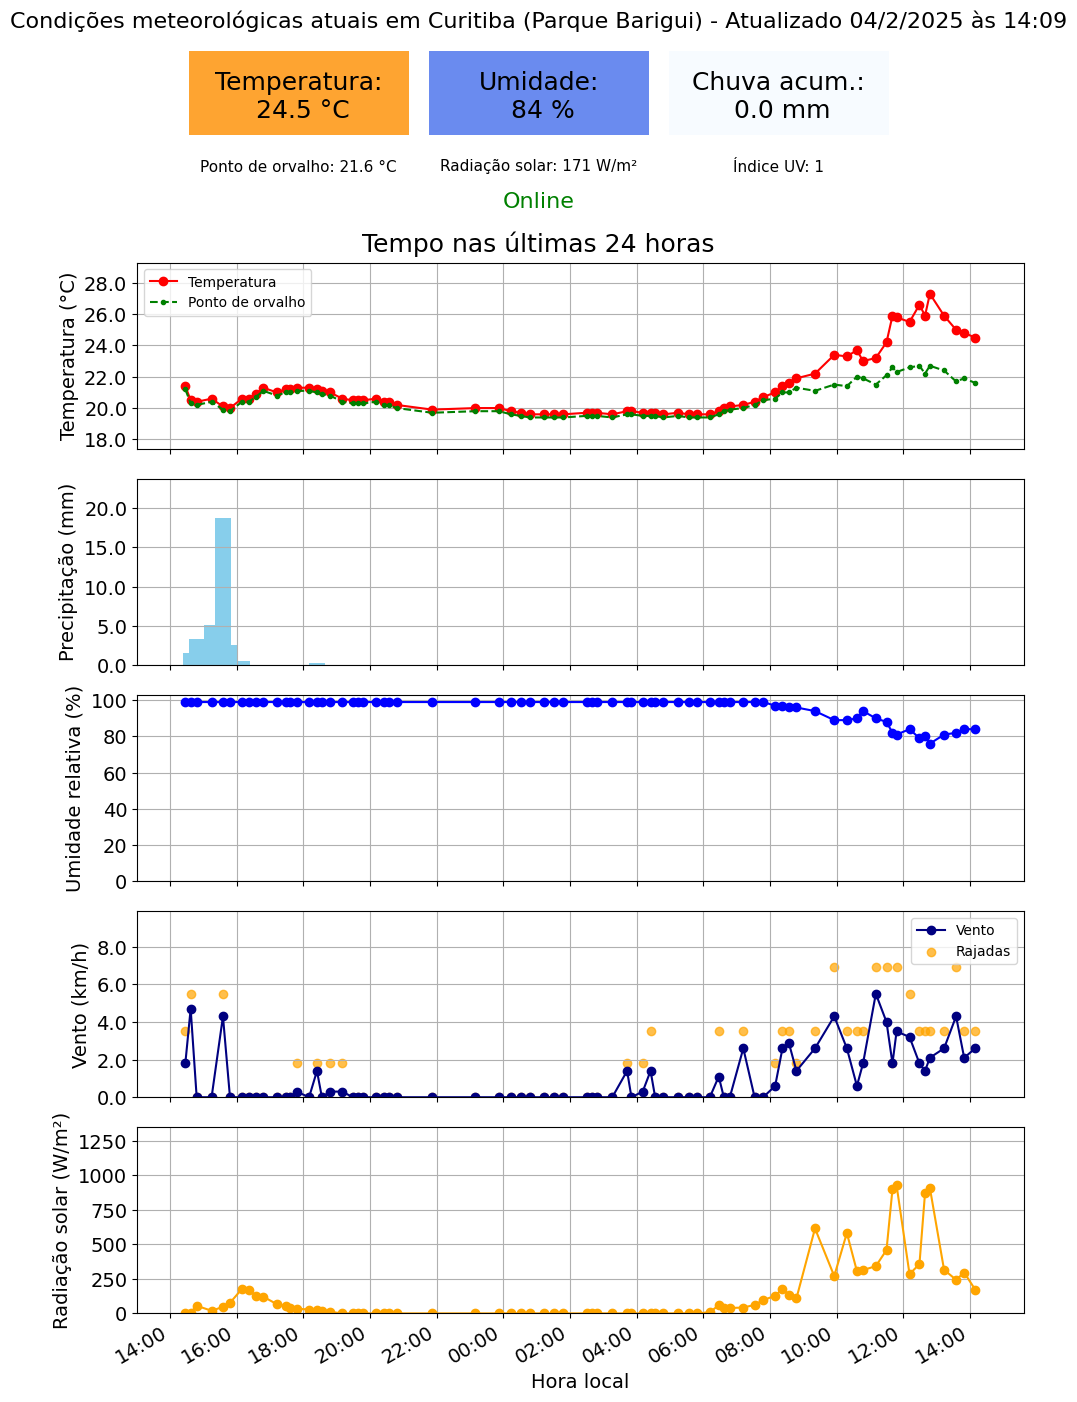 Condições meteorológicas atuais em Curitiba (Parque Barigui) - Atualizado 04/2/2025 às 14:09
Temperatura:
24.5 °C
Umidade:
84 %
Chuva acum.:
0.0 mm
Ponto de orvalho: 21.6 °C
Radiação solar: 171 W/m²
Índice UV: 1
Online
Tempo nas últimas 24 horas
Temperatura (°C)
28.0
26.0
24.0
22.0
20.0
18.0
Temperatura
Ponto de orvalho
Precipitação (mm)
20.0
15.0
10.0
5.0
0.0
Umidade relativa (%)
100
80
60
40
20
0
Vento (km/h)
8.0
6.0
4.0
2.0
0.0
Vento
Rajadas
Radiação solar (W/m²)
1250
1000
750
500
250
0
14:00
16:00
18:00
20:00
22:00
00:00
02:00
04:00
06:00
08:00
10:00
12:00
14:00
Hora local